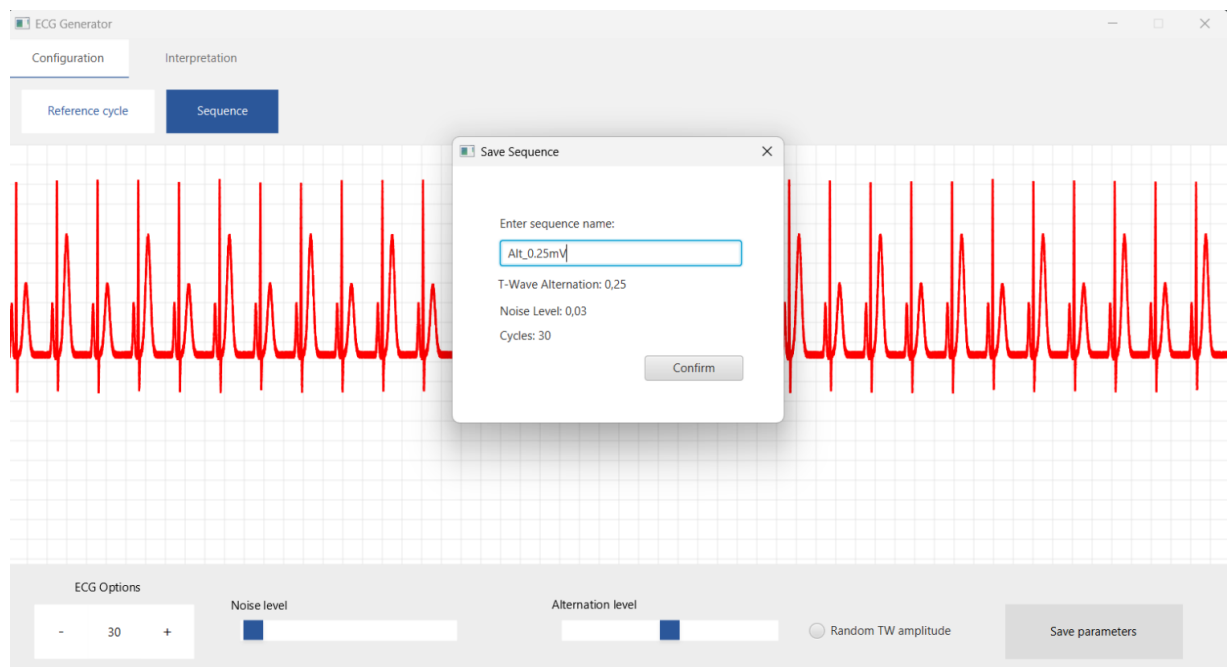 ECG Generator
Configuration Interpretation
Reference cycle Sequence
Save Sequence
Enter sequence name:
Alt_0.25mV
T-Wave Alternation: 0,25
Noise Level: 0,03
Cycles: 30
Confirm
ECG Options
Noise level
Alternation level
- 30 +
Random TW amplitude
Save parameters